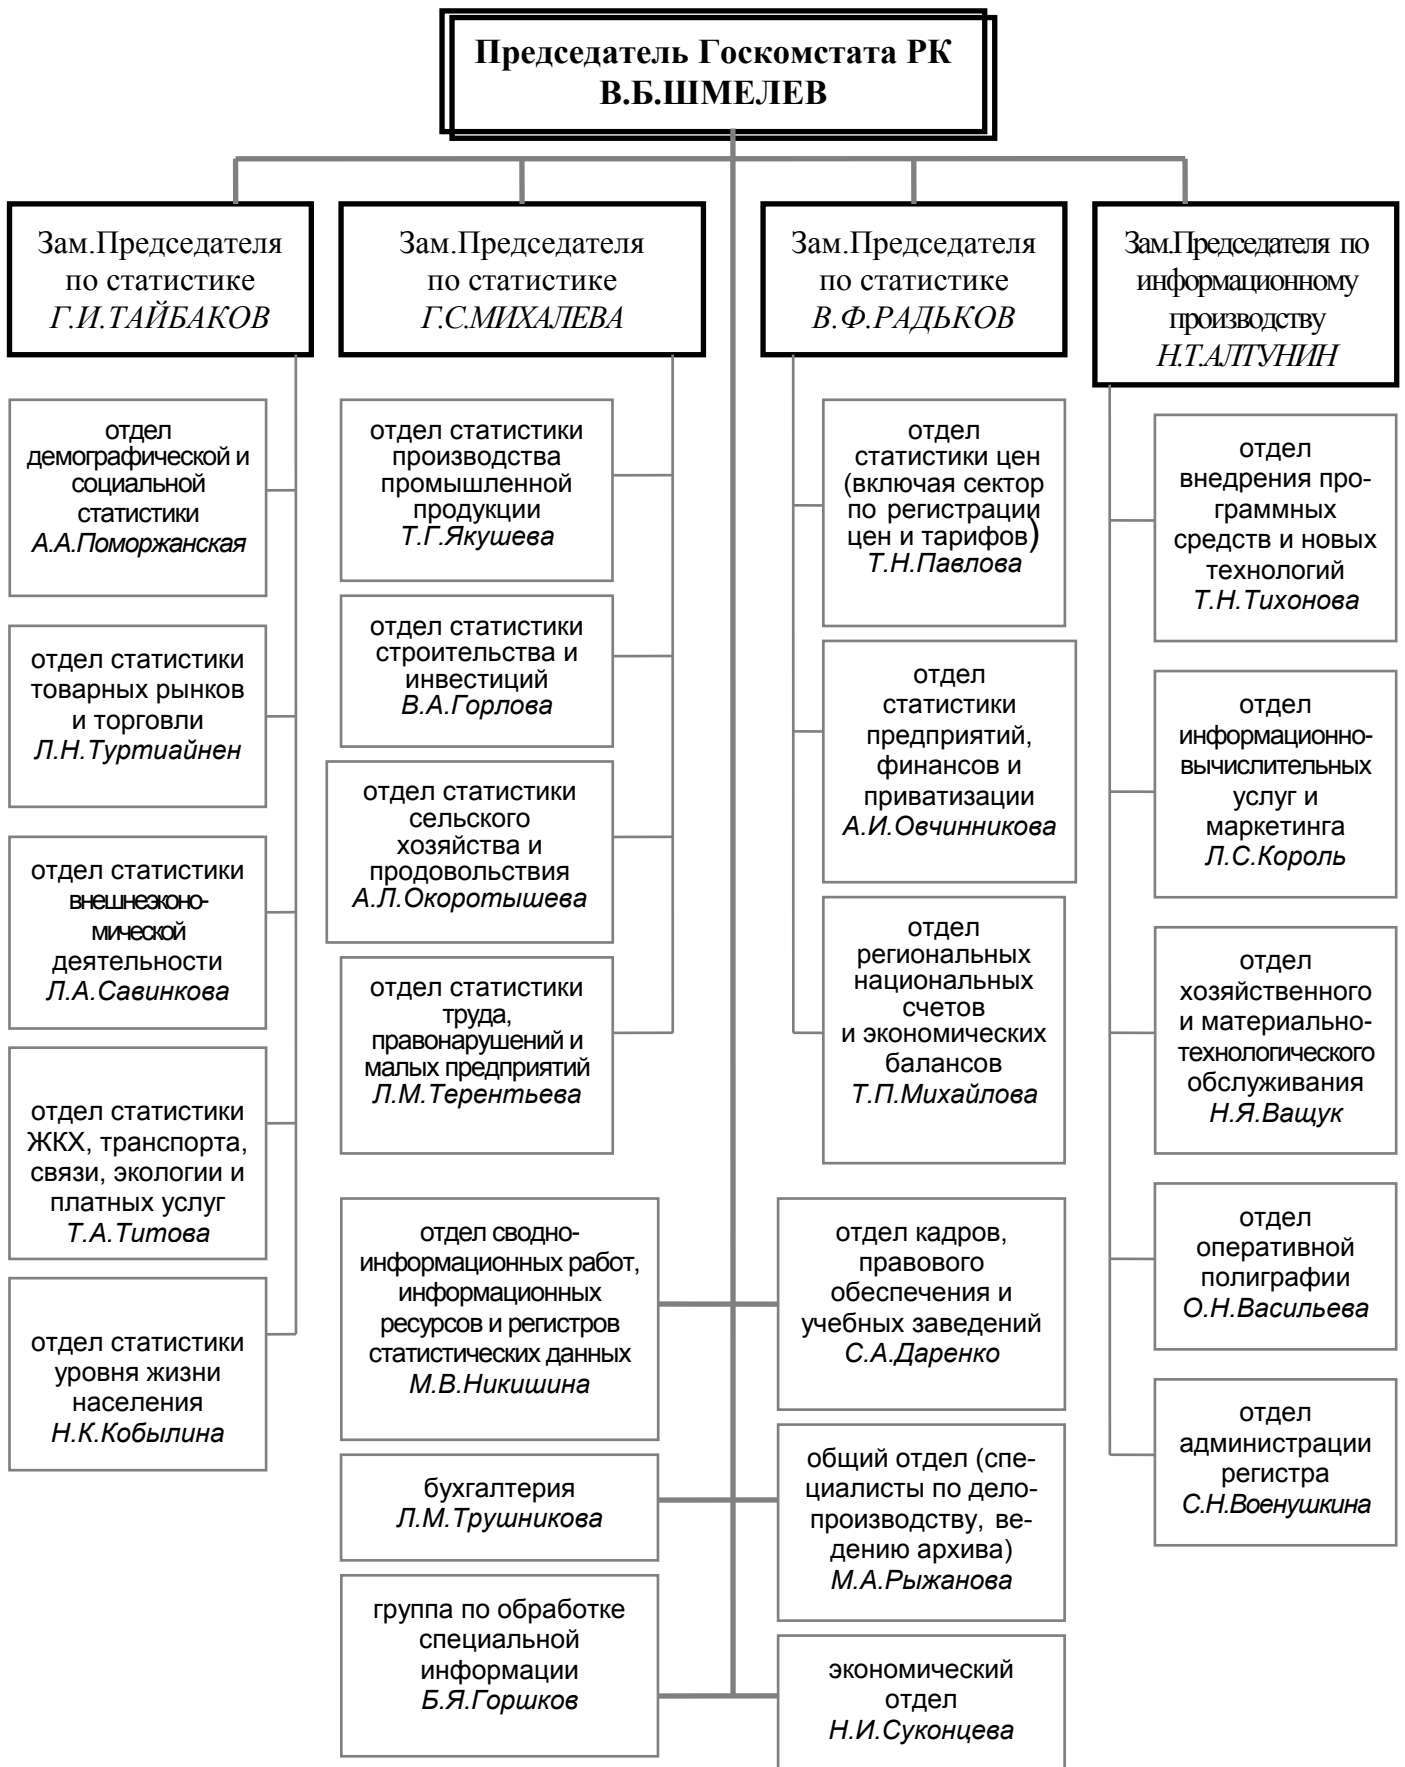 Председатель Госкомстата РК
В.Б.ШМЕЛЕВ
Зам.Председателя
по статистике
Г.И.ТАЙБАКОВ
Зам.Председателя
по статистике
Г.С.МИХАЛЕВА
Зам.Председателя
по статистике
В.Ф.РАДЬКОВ
Зам.Председателя по
информационному
производству
Н.Т.АЛТУНИН
отдел
демографической и
социальной
статистики
А.А.Поморжанская
отдел статистики
товарных рынков
и торговли
Л.Н.Туртиайнен
отдел статистики
внешнеэконо-
мической
деятельности
Л.А.Савинкова
отдел статистики
ЖКХ, транспорта,
связи, экологии и
платных услуг
Т.А.Титова
отдел статистики
уровня жизни
населения
Н.К.Кобылина
отдел статистики
производства
промышленной
продукции
Т.Г.Якушева
отдел статистики
строительства и
инвестиций
В.А.Горлова
отдел статистики
сельского
хозяйства и
продовольствия
А.Л.Окоротышева
отдел статистики
труда,
правонарушений и
малых предприятий
Л.М.Терентьева
отдел
статистики цен
(включая сектор
по регистрации
цен и тарифов)
Т.Н.Павлова
отдел
статистики
предприятий,
финансов и
приватизации
А.И.Овчинникова
отдел
региональных
национальных
счетов
и экономических
балансов
Т.П.Михайлова
отдел
внедрения про-
граммных
средств и новых
технологий
Т.Н.Тихонова
отдел
информационно-
вычислительных
услуг и
маркетинга
Л.С.Король
отдел
хозяйственного
и материально-
технологического
обслуживания
Н.Я.Ващук
отдел
оперативной
полиграфии
О.Н.Васильева
отдел
администрации
регистра
С.Н.Военушкина
отдел сводно-
информационных работ,
информационных
ресурсов и регистров
статистических данных
М.В.Никишина
бухгалтерия
Л.М.Трушникова
группа по обработке
специальной
информации
Б.Я.Горшков
отдел кадров,
правового
обеспечения и
учебных заведений
С.А.Даренко
общий отдел (спе-
циалисты по дело-
производству, ве-
дению архива)
М.А.Рыжанова
экономический
отдел
Н.И.Суконцева